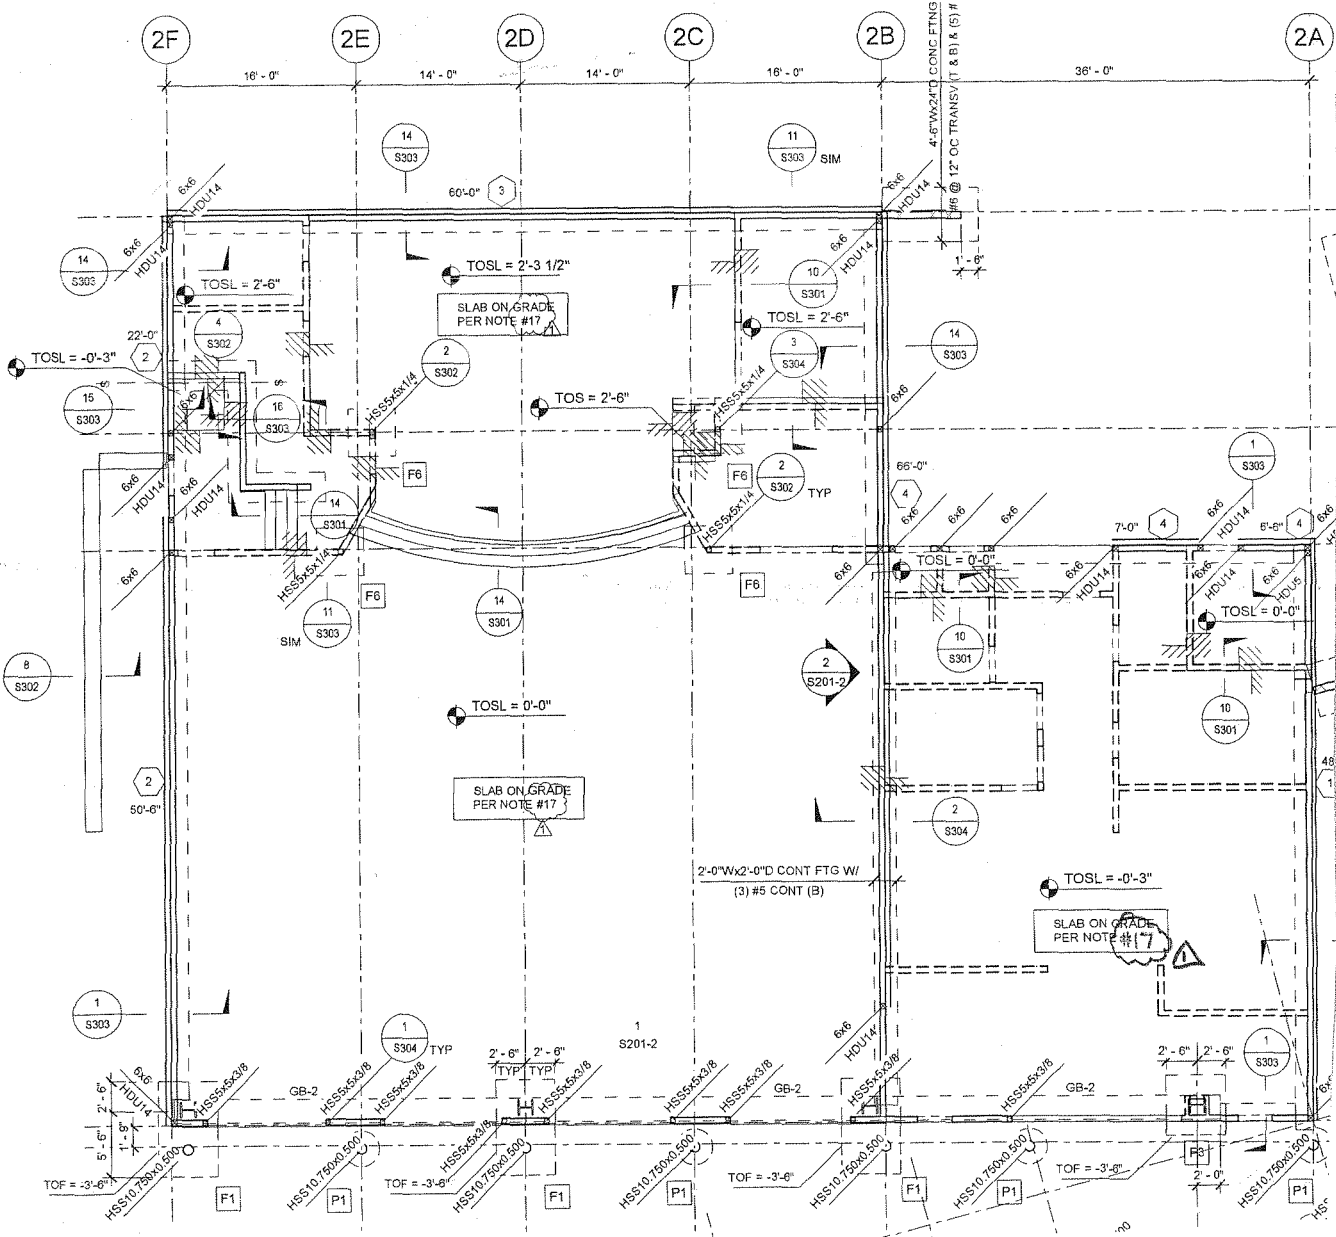 2F
2E
2D
2C
2B
2A
16' - 0"
14' - 0"
14' - 0"
16' - 0"
36' - 0"
4'-6"Wx24"D CONC FTNG
#6 @ 12" OC TRANSV (T & B) & (5) #
14
S303
11
S303
SIM
60'-0"
3
6x6
HDU14
6x6
HDU14
6x6
HDU14
6x6
HDU14
1' - 6"
14
S303
TOSL = 2'-6"
TOSL = 2'-3 1/2"
SLAB ON GRADE
PER NOTE #17
1
10
S301
TOSL = 2'-6"
4
S302
22'-0"
2
TOSL = -0'-3"
2
S302
3
S304
14
S303
HSS5x5x1/4
HSS5x5x1/4
6x6
TOS = 2'-6"
15
S303
6x6
S
S
16
S303
F6
F6
2
S302
TYP
66'-0"
4
1
S303
6x6
HDU14
6x6
HDU14
14
S301
HSS5x5x1/4
HSS5x5x1/4
6x6
6x6
6x6
6x6
7'-0"
4
6x6
HDU14
6'-6"
4
6x6
6x6
F6
F6
TOSL = 0'-0"
6x6
6x6
HDU14
6x6
HDU14
6x6
HDU5
11
S303
SIM
14
S301
10
S301
TOSL = 0'-0"
8
S302
2
S201-2
TOSL = 0'-0"
10
S301
2
50'-6"
SLAB ON GRADE
PER NOTE #17
1
48
1
2
S304
2'-0"Wx2'-0"D CONT FTG W/
(3) #5 CONT (B)
TOSL = -0'-3"
SLAB ON GRADE
PER NOTE #17
1
1
S303
1
S304
TYP
1
S201-2
6x6
HDU14
1
S303
2' - 6"
2' - 6"
TYP
TYP
2' - 6"
2' - 6"
6x6
HDU14
HSS5x5x3/8
GB-2
HSS5x5x3/8
HSS5x5x3/8
HSS5x5x3/8
HSS5x5x3/8
HSS5x5x3/8
GB-2
HSS5x5x3/8
HSS5x5x3/8
GB-2
6x6
2' - 6"
5' - 6"
HSS5x5x3/8
TOF = -3'-6"
TOF = -3'-6"
TOF = -3'-6"
TOF = -3'-6"
HSS10.750x0.500
HSS10.750x0.500
HSS10.750x0.500
HSS10.750x0.500
HSS10.750x0.500
HSS10.750x0.500
HSS10.750x0.500
F3
2' - 0"
F1
P1
F1
P1
F1
P1
P1